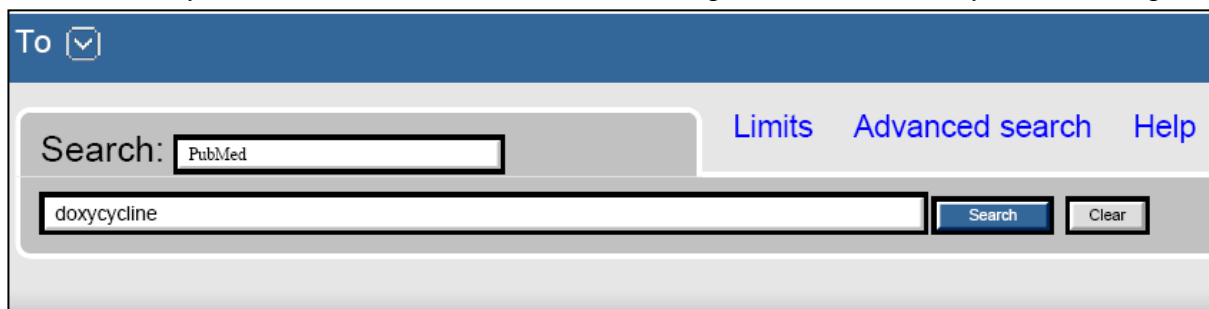 To
Search: PubMed
Limits Advanced search Help
doxycycline Search Clear